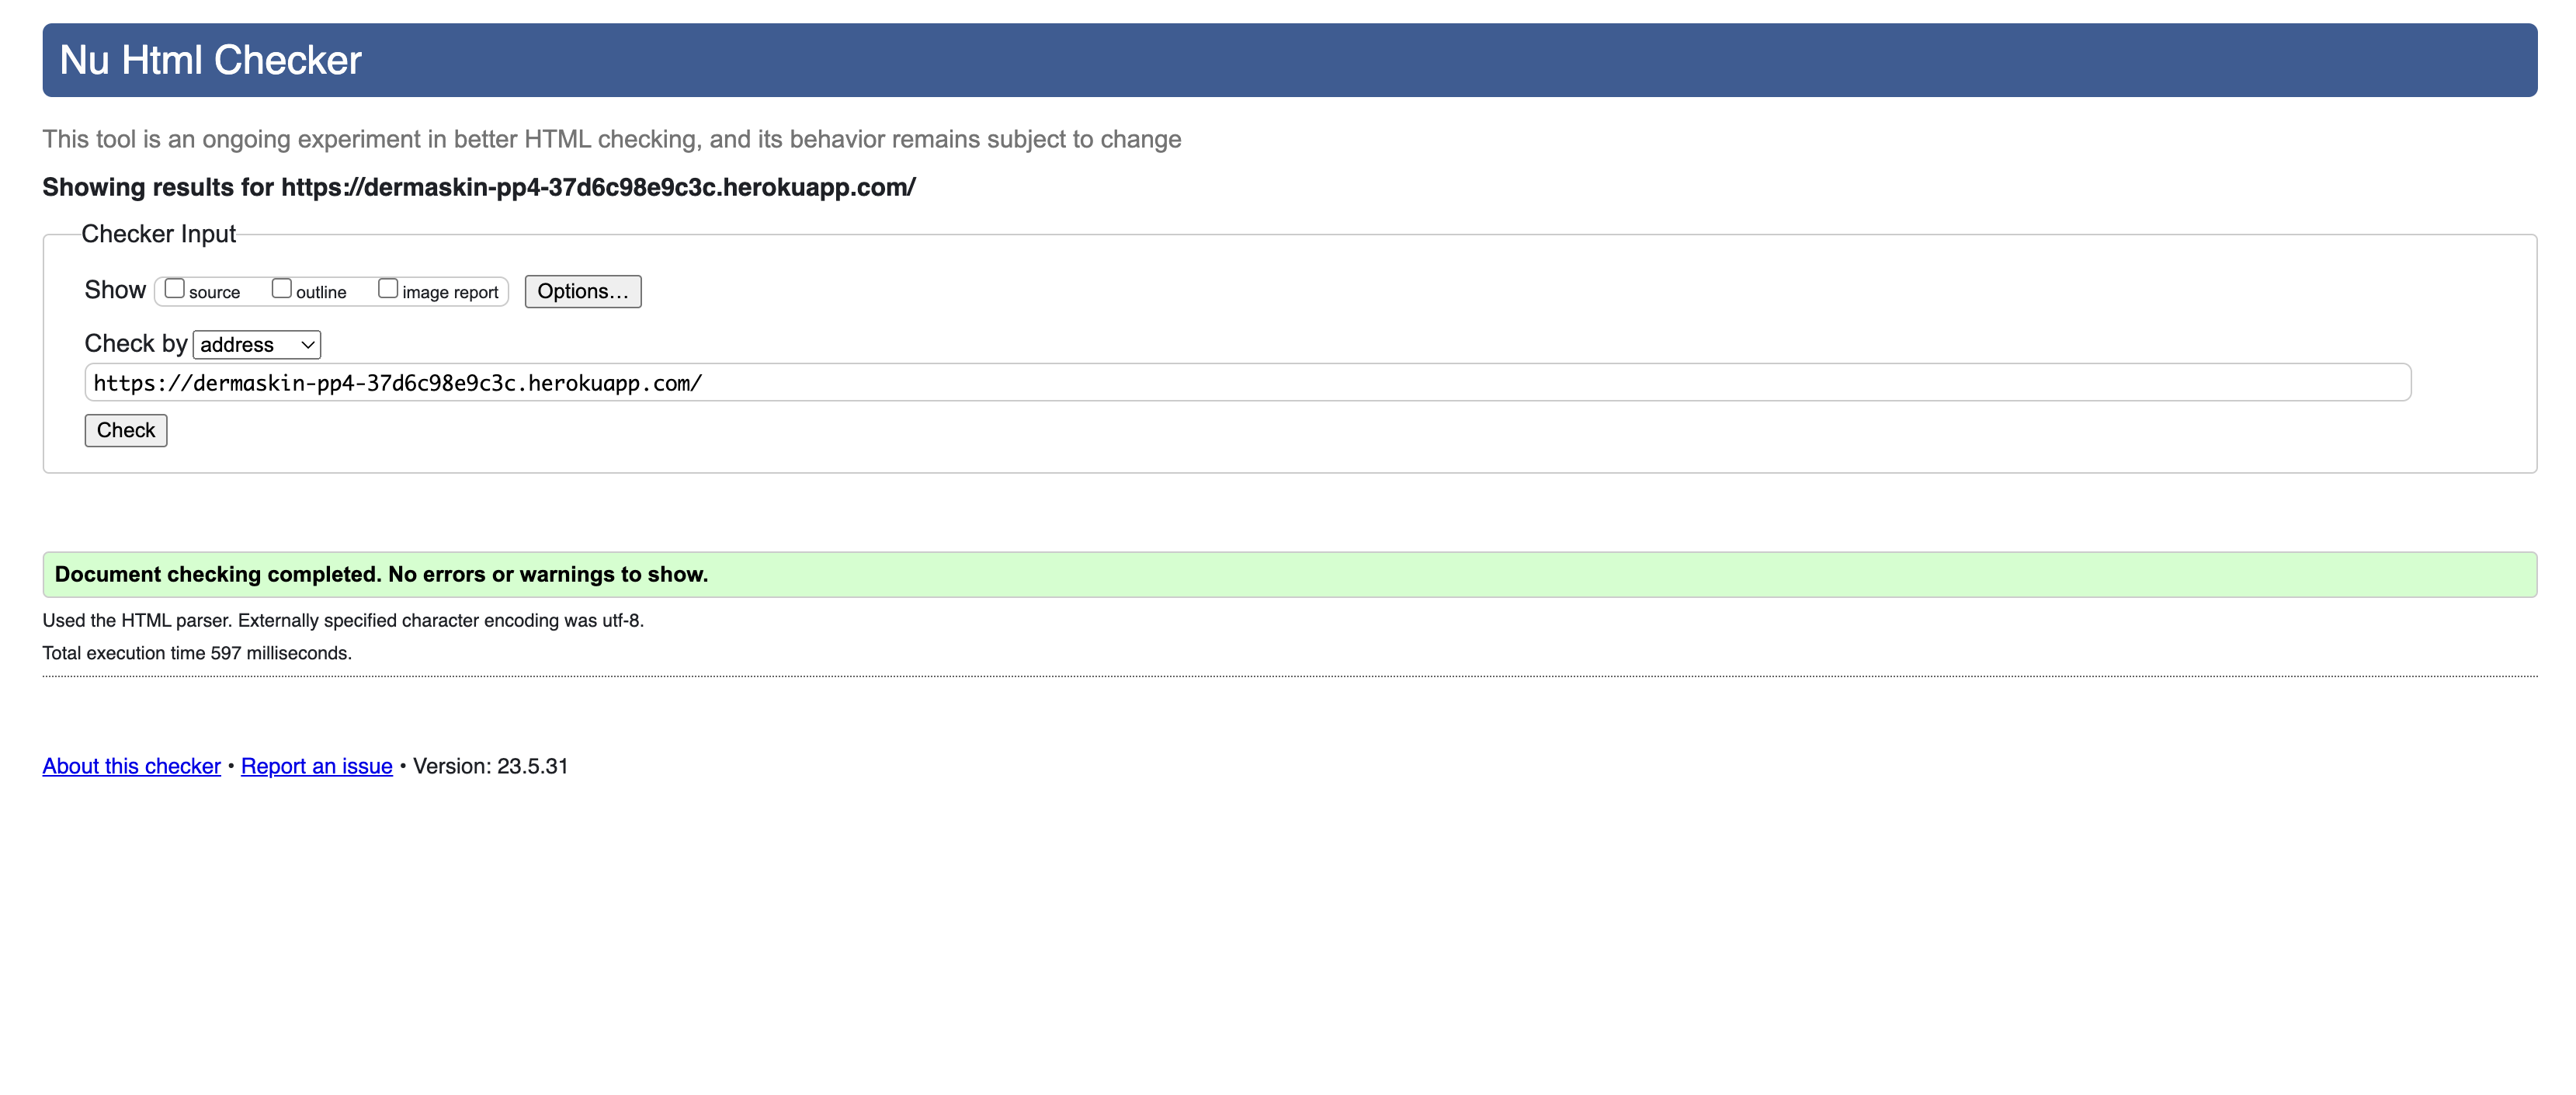 Nu Html Checker
This tool is an ongoing experiment in better HTML checking, and its behavior remains subject to change
Showing results for https://dermaskin-pp4-37d6c98e9c3c.herokuapp.com/
Checker Input
Show source outline image report Options...
Check by address
https://dermaskin-pp4-37d6c98e9c3c.herokuapp.com/
Check
Document checking completed. No errors or warnings to show.
Used the HTML parser. Externally specified character encoding was utf-8.
Total execution time 597 milliseconds.
About this checker • Report an issue • Version: 23.5.31